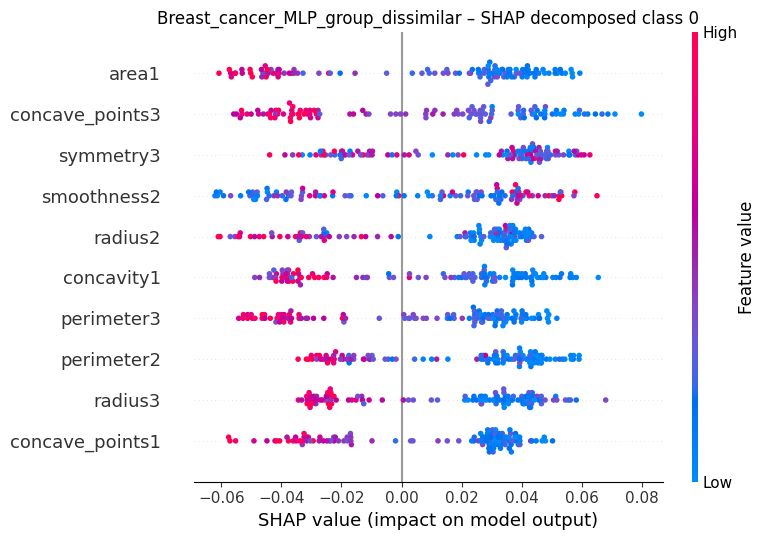 Breast_cancer_MLP_group_dissimilar – SHAP decomposed class 0
High
area1
concave_points3
symmetry3
smoothness2
radius2
concavity1
perimeter3
perimeter2
radius3
concave_points1
Feature value
Low
−0.06 −0.04 −0.02 0.00 0.02 0.04 0.06 0.08
SHAP value (impact on model output)